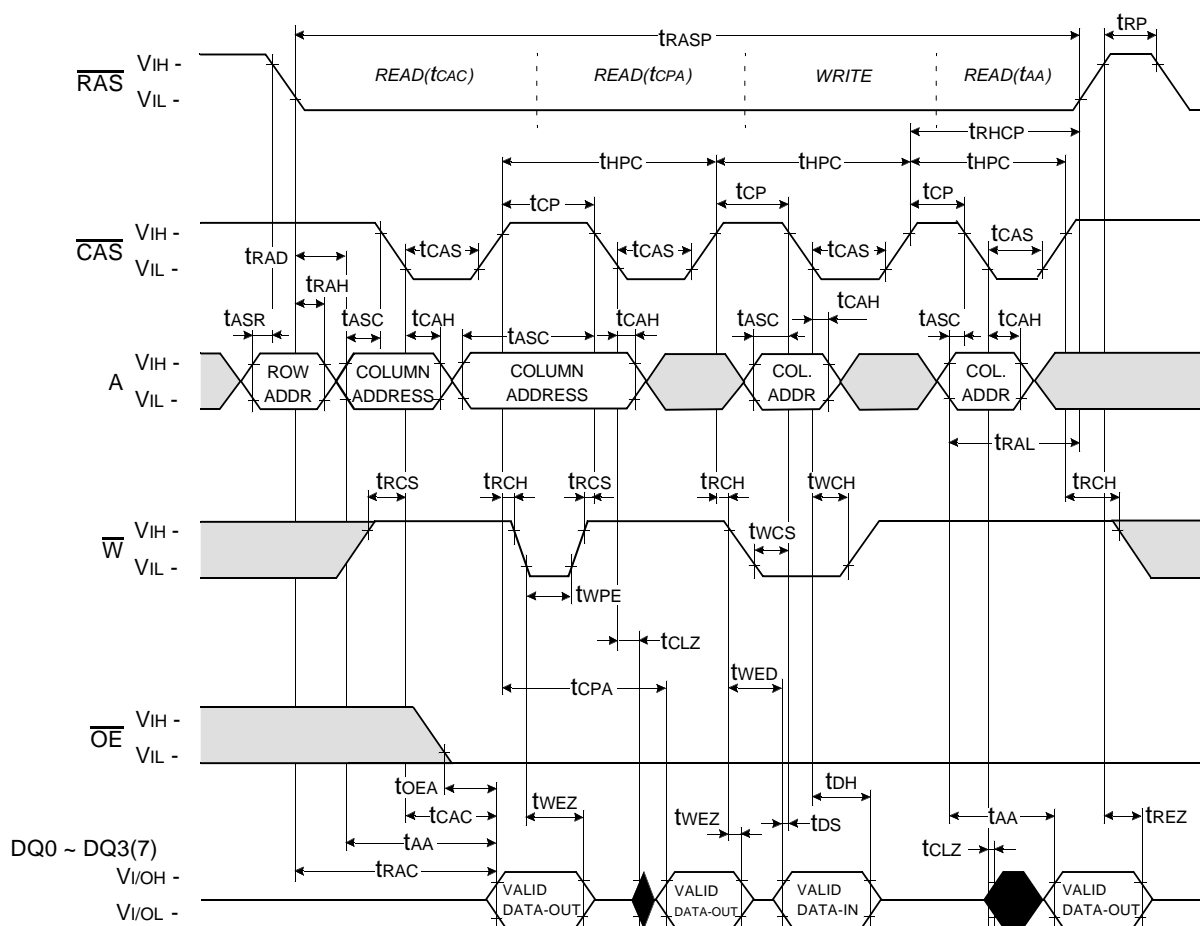 tRASP
tRP
RAS
VIH -
VIL -
READ(tCAC)
READ(tCPA)
WRITE
READ(tAA)
tRHCP
tHPC
tHPC
tHPC
tCP
tCP
tCP
CAS
VIH -
VIL -
tCAS
tCAS
tCAS
tCAS
tRAD
tRAH
tASR
tASC
tCAH
tASC
tCAH
tASC
tCAH
tASC
tCAH
A
VIH -
VIL -
ROW
ADDR
COLUMN
ADDRESS
COLUMN
ADDRESS
COL.
ADDR
COL.
ADDR
tRAL
tRCS
tRCH
tRCS
tRCH
tWCH
tRCH
W
VIH -
VIL -
tWCS
tWPE
tCLZ
tCPA
tWED
OE
VIH -
VIL -
tOEA
tCAC
tWEZ
tWEZ
tDH
tDS
tAA
tREZ
tAA
tCLZ
tRAC
DQ0 ~ DQ3(7)
VI/OH -
VI/OL -
VALID
DATA-OUT
VALID
DATA-OUT
VALID
DATA-IN
VALID
DATA-OUT